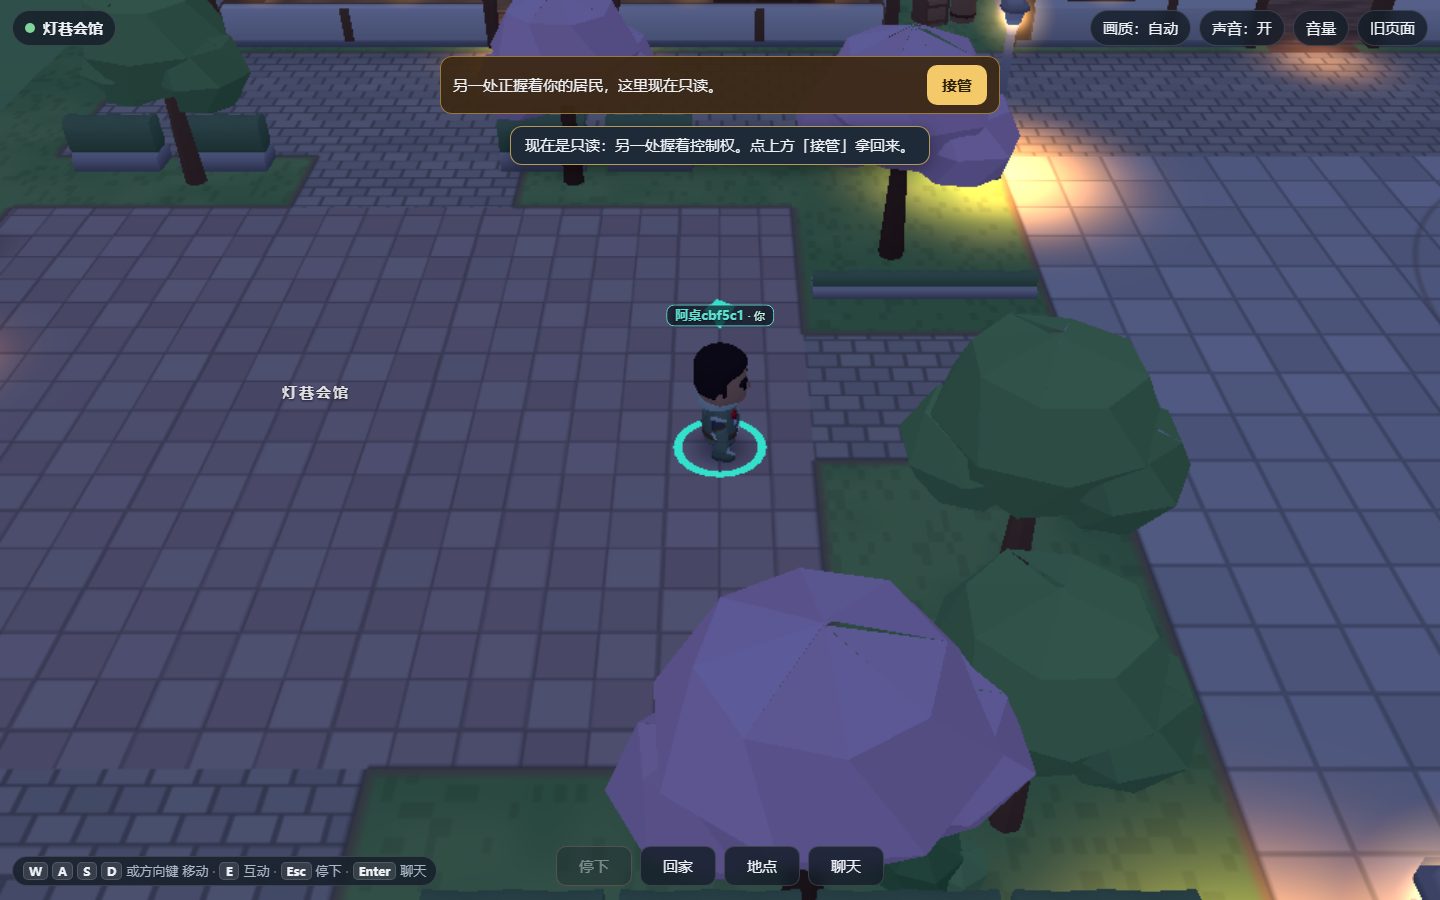 灯巷会馆
画质：自动
声音：开
音量
旧页面
另一处正握着你的居民，这里现在只读。
接管
现在是只读：另一处握着控制权。点上方「接管」拿回来。
阿桌cbf5c1 · 你
灯巷会馆
W A S D 或方向键 移动 · E 互动 · Esc 停下 · Enter 聊天
停下
回家
地点
聊天